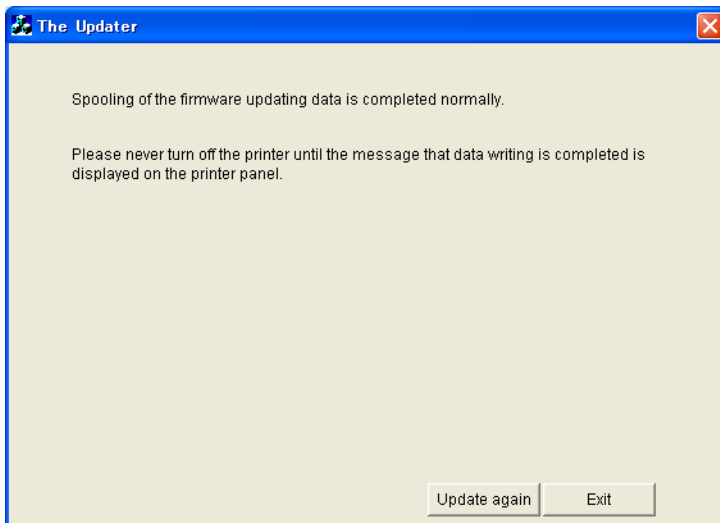 The Updater
Spooling of the firmware updating data is completed normally.
Please never turn off the printer until the message that data writing is completed is
displayed on the printer panel.
Update again
Exit